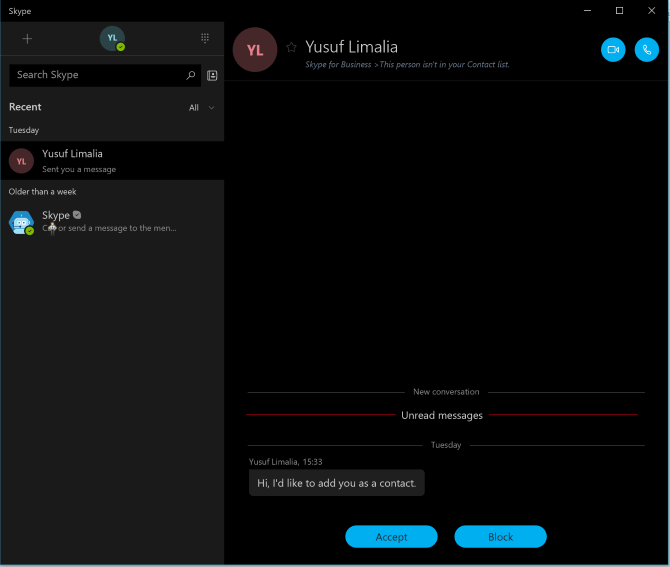 Skype
YL
Search Skype
Recent
All
Tuesday
YL
Yusuf Limalia
Sent you a message
Older than a week
Skype
or send a message to the men...
YL
Yusuf Limalia
Skype for Business >This person isn't in your Contact list.
New conversation
Unread messages
Tuesday
Yusuf Limalia, 15:33
Hi, I'd like to add you as a contact.
Accept
Block